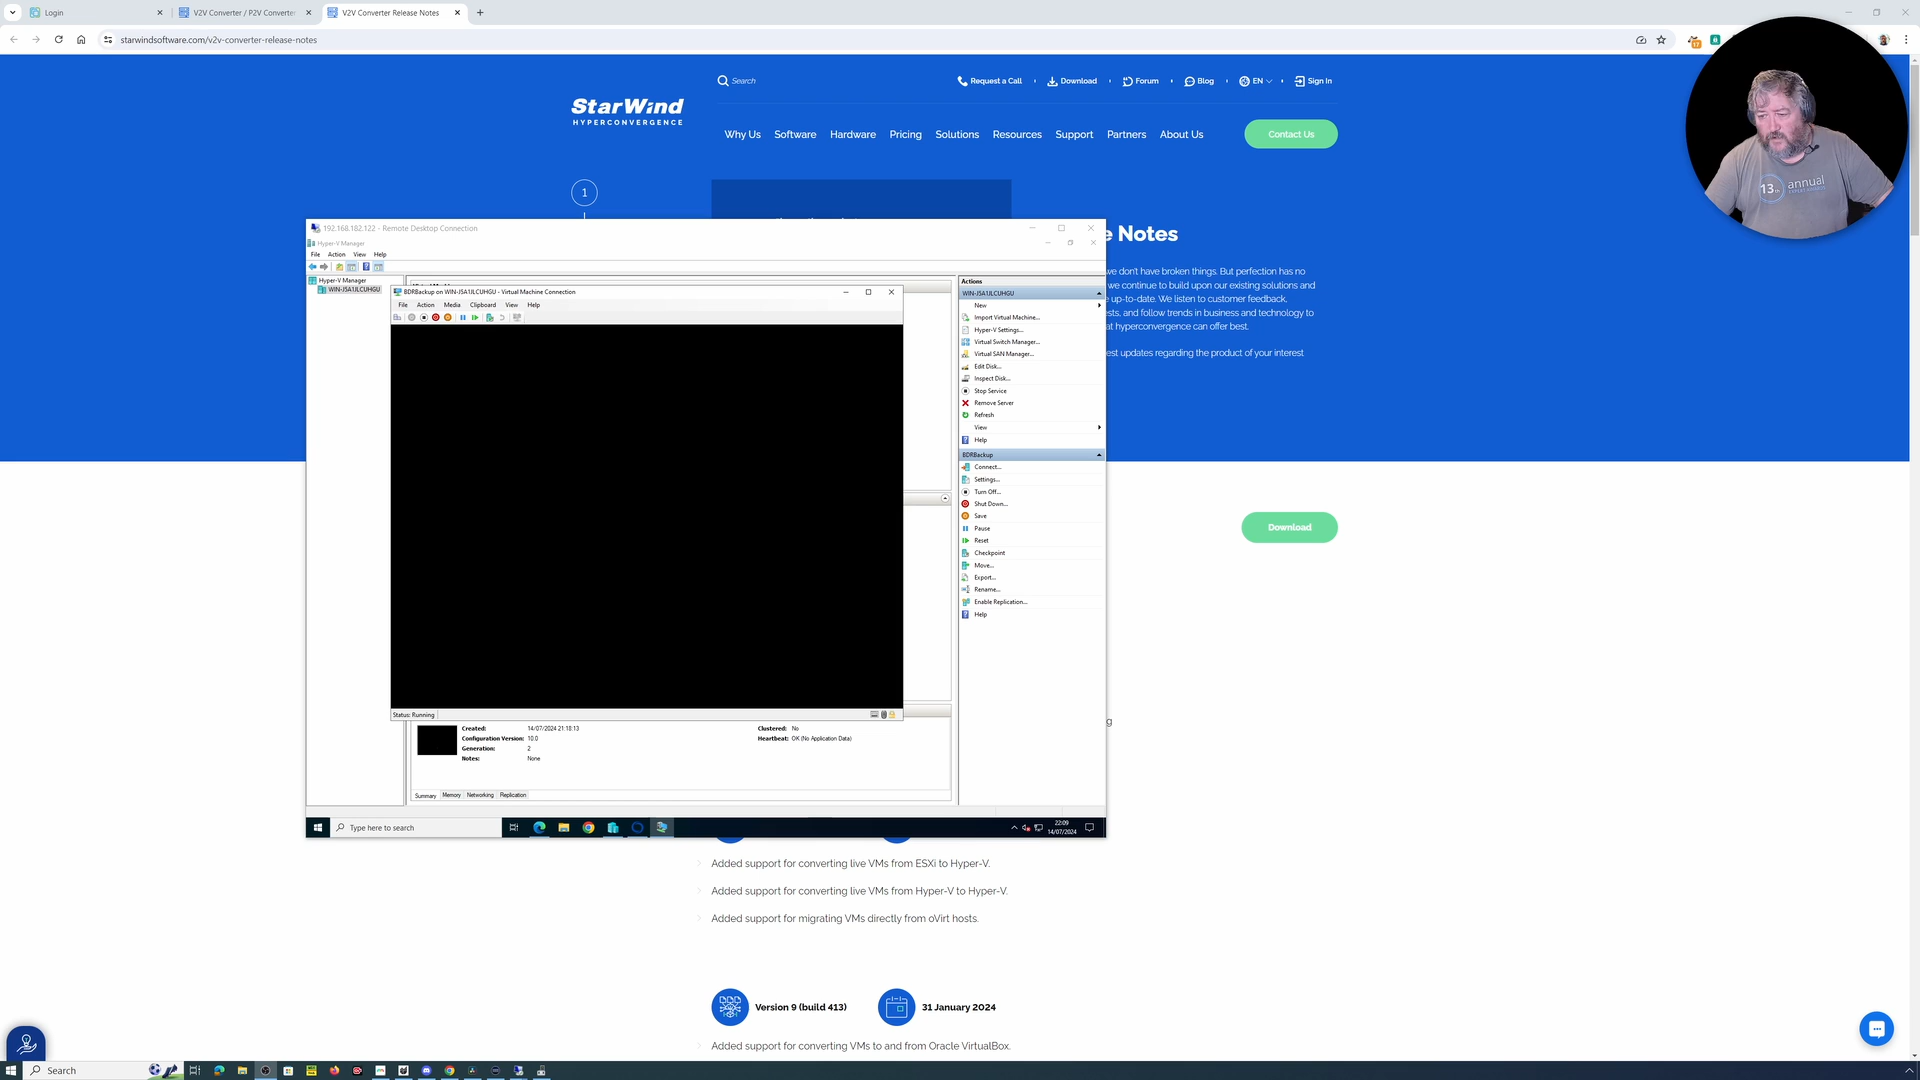 Login
V2V Converter / P2V Converter
V2V Converter Release Notes
starwindsoftware.com/v2v-converter-release-notes
Search
Request a Call
Download
Forum
Blog
EN
Sign In
StarWind
HYPERCONVERGENCE
Why Us
Software
Hardware
Pricing
Solutions
Resources
Support
Partners
About Us
Contact Us
1
13th annual
e Notes
we don't have broken things. But perfection has no
we continue to build upon our existing solutions and
e up-to-date. We listen to customer feedback,
sts, and follow trends in business and technology to
at hyperconvergence can offer best.
est updates regarding the product of your interest
192.168.182.122 - Remote Desktop Connection
Hyper-V Manager
File Action View Help
Hyper-V Manager
WIN-J5A1JLCUHGU
BDRBackup on WIN-J5A1JLCUHGU - Virtual Machine Connection
File Action Media Clipboard View Help
Status: Running
Actions
WIN-J5A1JLCUHGU
New
Import Virtual Machine...
Hyper-V Settings...
Virtual Switch Manager...
Virtual SAN Manager...
Edit Disk...
Inspect Disk...
Stop Service
Remove Server
Refresh
View
Help
BDRBackup
Connect...
Settings...
Turn Off...
Shut Down...
Save
Pause
Reset
Checkpoint
Move...
Export...
Rename...
Enable Replication...
Help
Created: 14/07/2024 21:18:13
Configuration Version: 10.0
Generation: 2
Notes: None
Clustered: No
Heartbeat: OK (No Application Data)
Summary Memory Networking Replication
Type here to search
22:09
14/07/2024
Download
g
Added support for converting live VMs from ESXi to Hyper-V.
Added support for converting live VMs from Hyper-V to Hyper-V.
Added support for migrating VMs directly from oVirt hosts.
Version 9 (build 413)
31 January 2024
Added support for converting VMs to and from Oracle VirtualBox.
Search